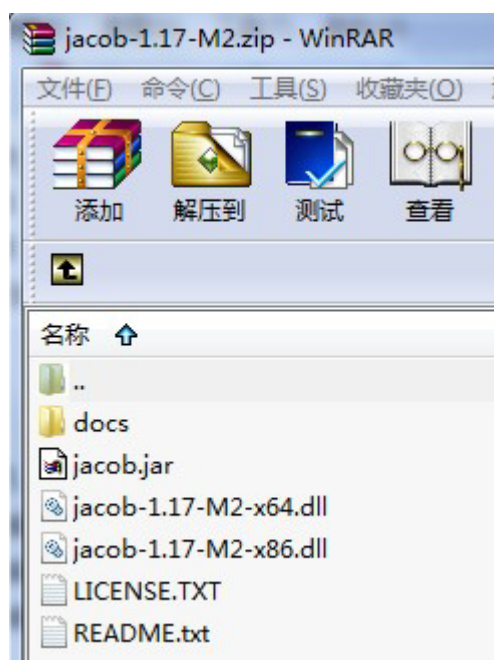 jacob-1.17-M2.zip - WinRAR
文件(F) 命令(C) 工具(S) 收藏夹(O)
添加 解压到 测试 查看
名称
..
docs
jacob.jar
jacob-1.17-M2-x64.dll
jacob-1.17-M2-x86.dll
LICENSE.TXT
README.txt